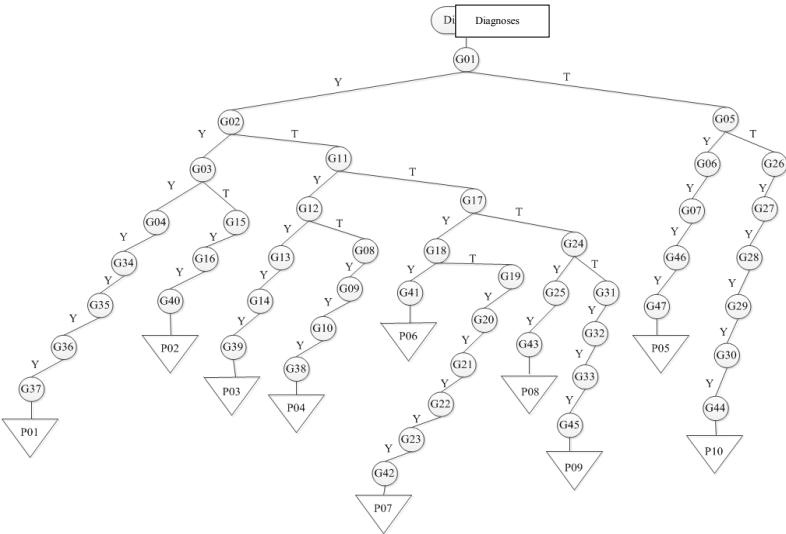 Di
Diagnoses
G01
Y
T
G02
G05
Y
T
Y
T
G03
G11
G06
G26
Y
T
Y
T
Y
Y
G04
G15
G12
G17
G07
G27
Y
Y
Y
T
Y
T
Y
Y
G34
G16
G13
G08
G18
G24
G46
G28
Y
Y
Y
Y
Y
T
Y
T
Y
Y
G35
G40
G14
G09
G41
G19
G25
G31
G47
G29
Y
Y
Y
Y
Y
Y
Y
G36
P02
G39
G10
P06
G20
G43
G32
P05
G30
Y
Y
Y
Y
Y
G37
P03
G38
G21
P08
G33
G44
Y
Y
P01
P04
G22
G45
P10
Y
G23
P09
Y
G42
P07